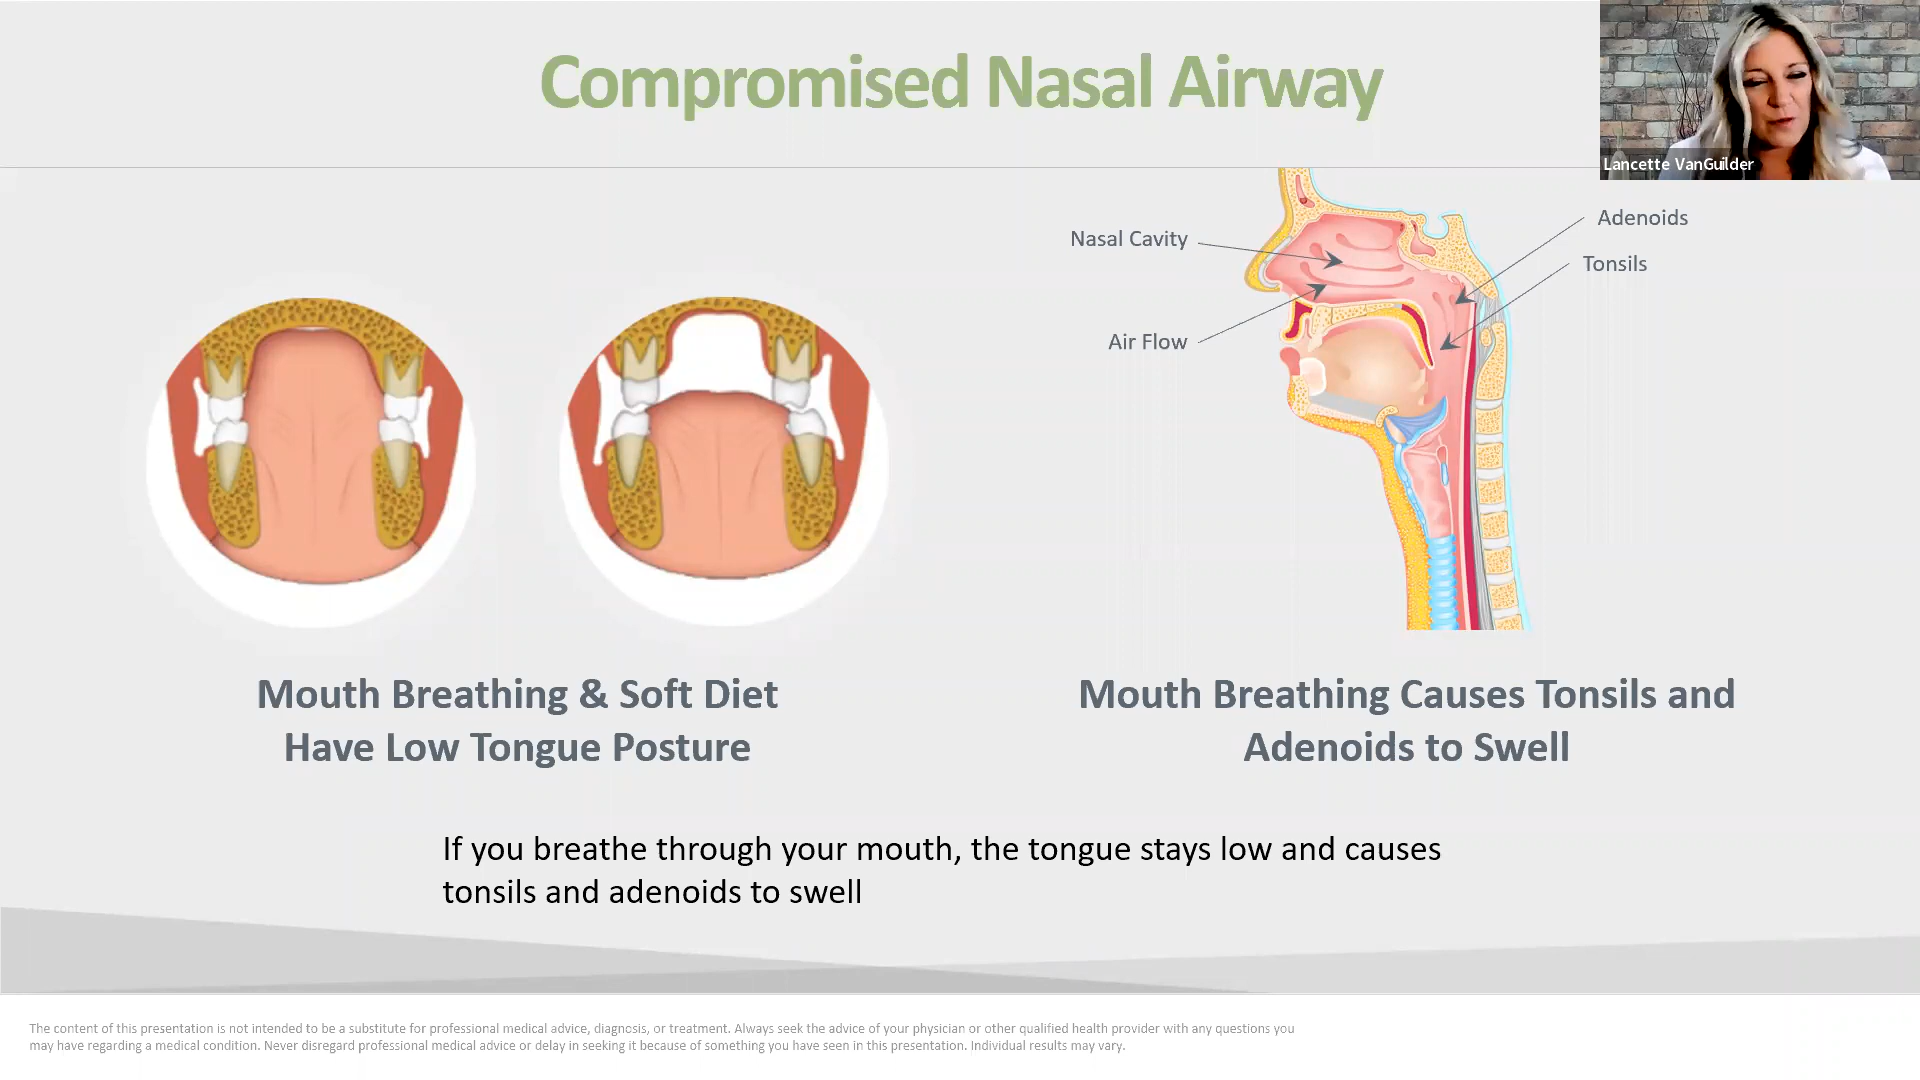 Compromised Nasal Airway
Lancette VanGuilder
Nasal Cavity
Adenoids
Tonsils
Air Flow
Mouth Breathing & Soft Diet
Have Low Tongue Posture
Mouth Breathing Causes Tonsils and
Adenoids to Swell
If you breathe through your mouth, the tongue stays low and causes
tonsils and adenoids to swell
The content of this presentation is not intended to be a substitute for professional medical advice, diagnosis, or treatment. Always seek the advice of your physician or other qualified health provider with any questions you
may have regarding a medical condition. Never disregard professional medical advice or delay in seeking it because of something you have seen in this presentation. Individual results may vary.